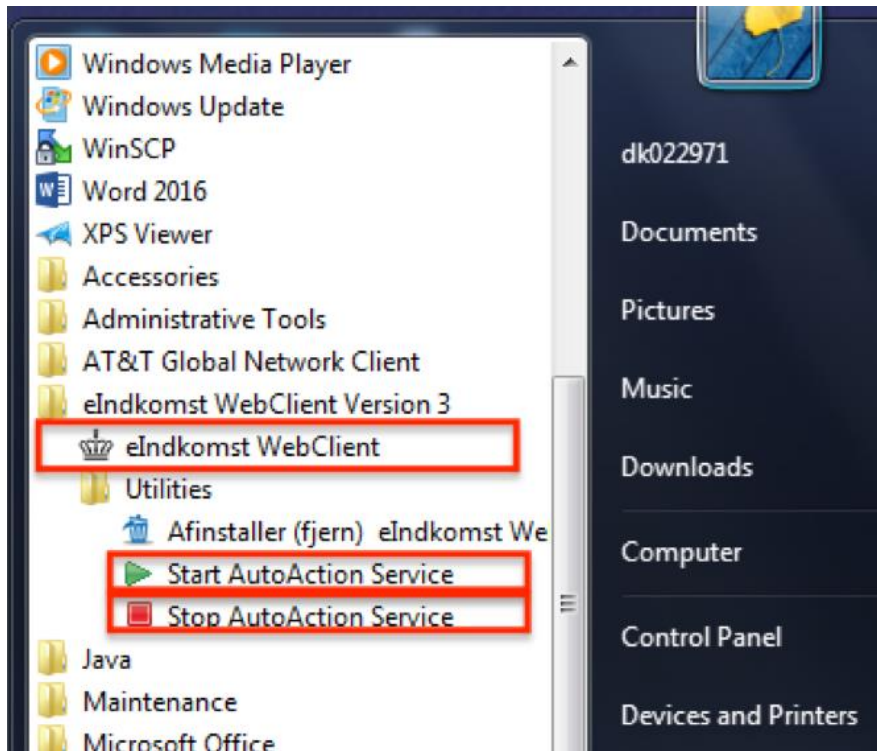 Windows Media Player
Windows Update
WinSCP
Word 2016
XPS Viewer
Accessories
Administrative Tools
AT&T Global Network Client
eIndkomst WebClient Version 3
eIndkomst WebClient
Utilities
Afinstaller (fjern) eIndkomst We
Start AutoAction Service
Stop AutoAction Service
Java
Maintenance
Microsoft Office
dk022971
Documents
Pictures
Music
Downloads
Computer
Control Panel
Devices and Printers